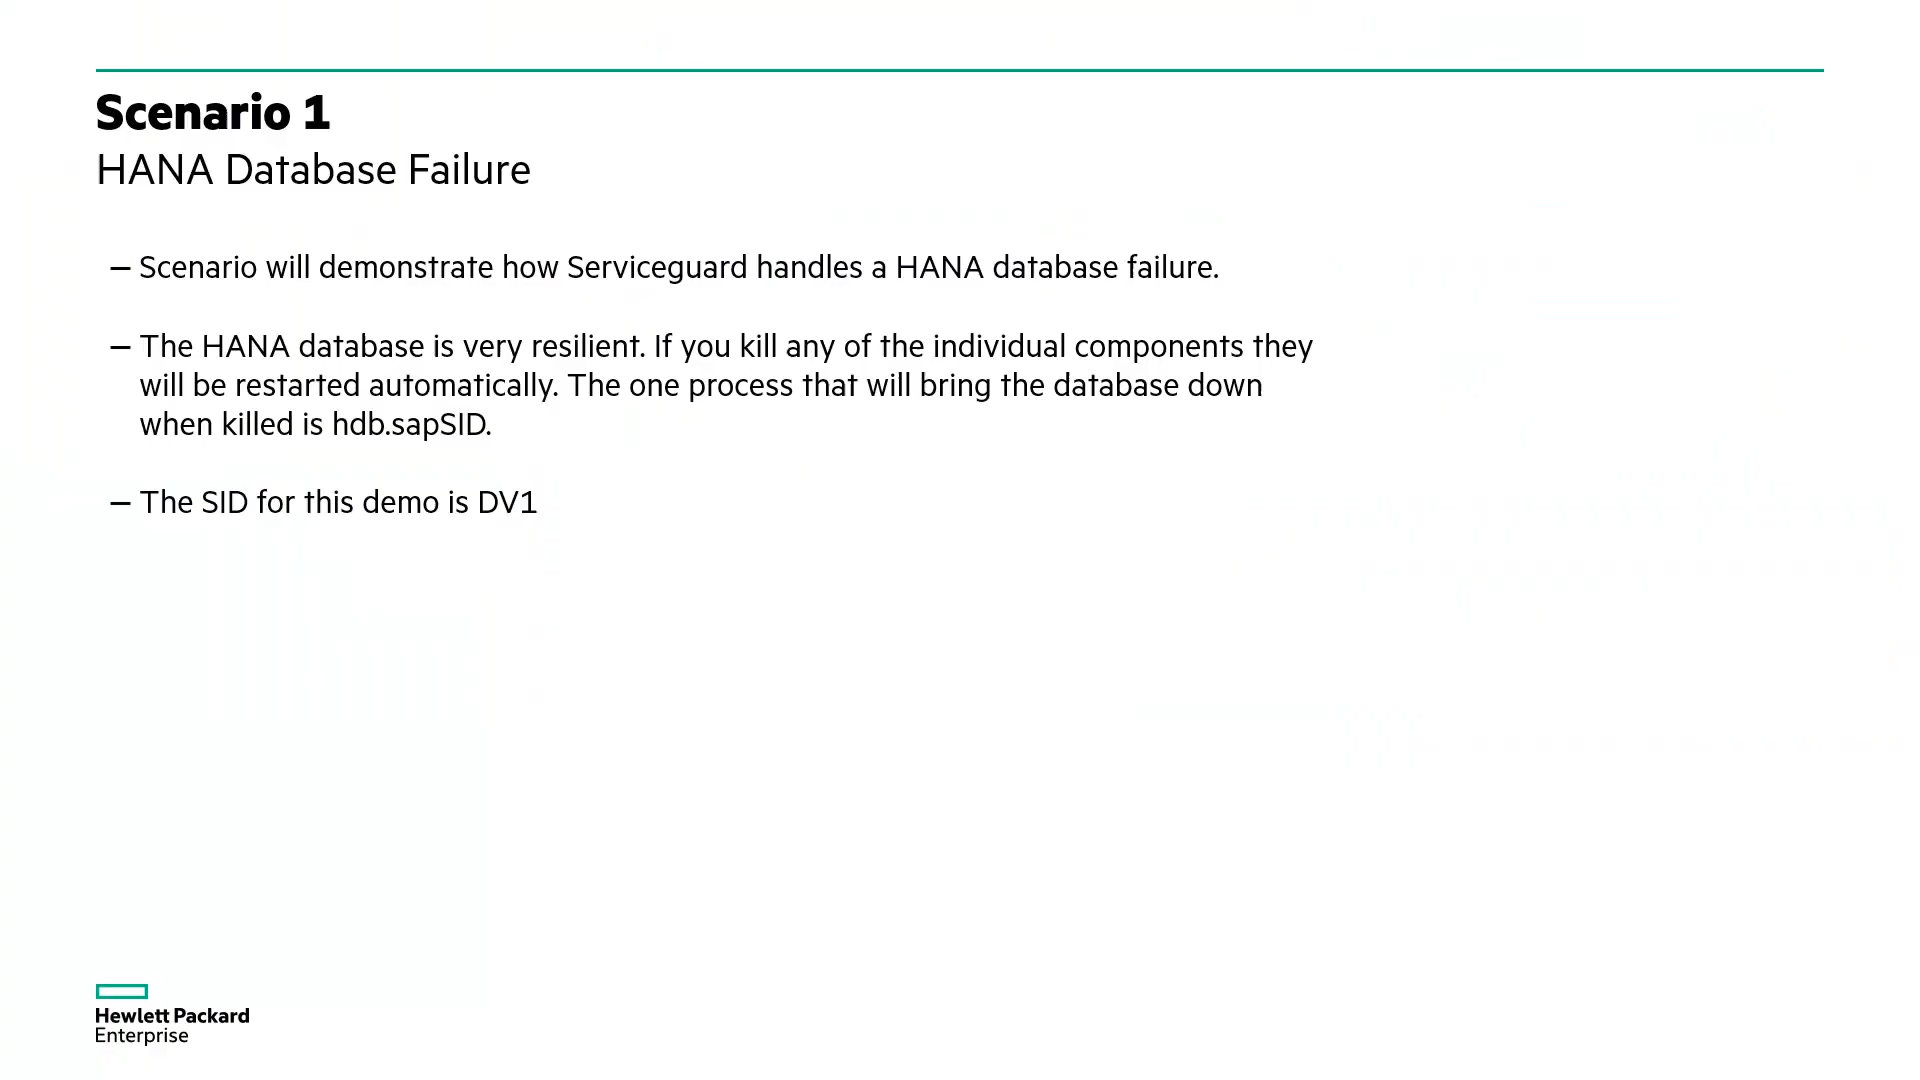 Scenario 1
HANA Database Failure
– Scenario will demonstrate how Serviceguard handles a HANA database failure.
– The HANA database is very resilient. If you kill any of the individual components they
will be restarted automatically. The one process that will bring the database down
when killed is hdb.sapSID.
– The SID for this demo is DV1
Hewlett Packard
Enterprise